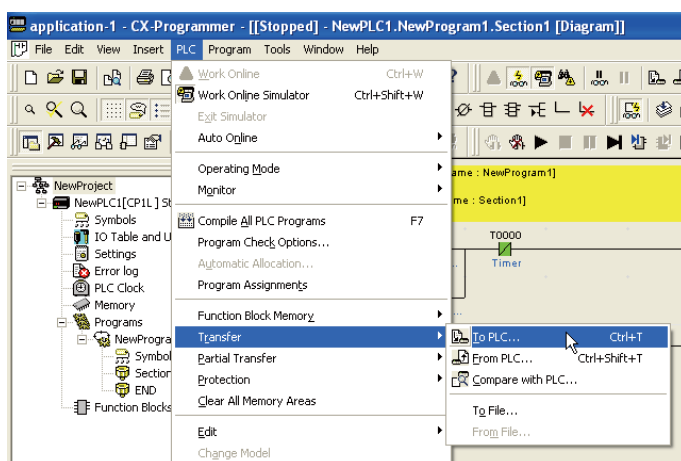 application-1 - CX-Programmer - [[Stopped] - NewPLC1.NewProgram1.Section1 [Diagram]]
File Edit View Insert PLC Program Tools Window Help
Work Online Ctrl+W
Work Online Simulator Ctrl+Shift+W
Exit Simulator
Auto Online
Operating Mode
Monitor
Compile All PLC Programs F7
Program Check Options...
Automatic Allocation...
Program Assignments
Function Block Memory
Transfer
Partial Transfer
Protection
Clear All Memory Areas
Edit
Change Model
To PLC... Ctrl+T
From PLC... Ctrl+Shift+T
Compare with PLC...
To File...
From File...
NewProject
NewPLC1[CP1L] St
Symbols
IO Table and U
Settings
Error log
PLC Clock
Memory
Programs
NewProgra
Symbol
Section
END
Function Blocks
ame : NewProgram1]
me : Section1]
T0000
Timer